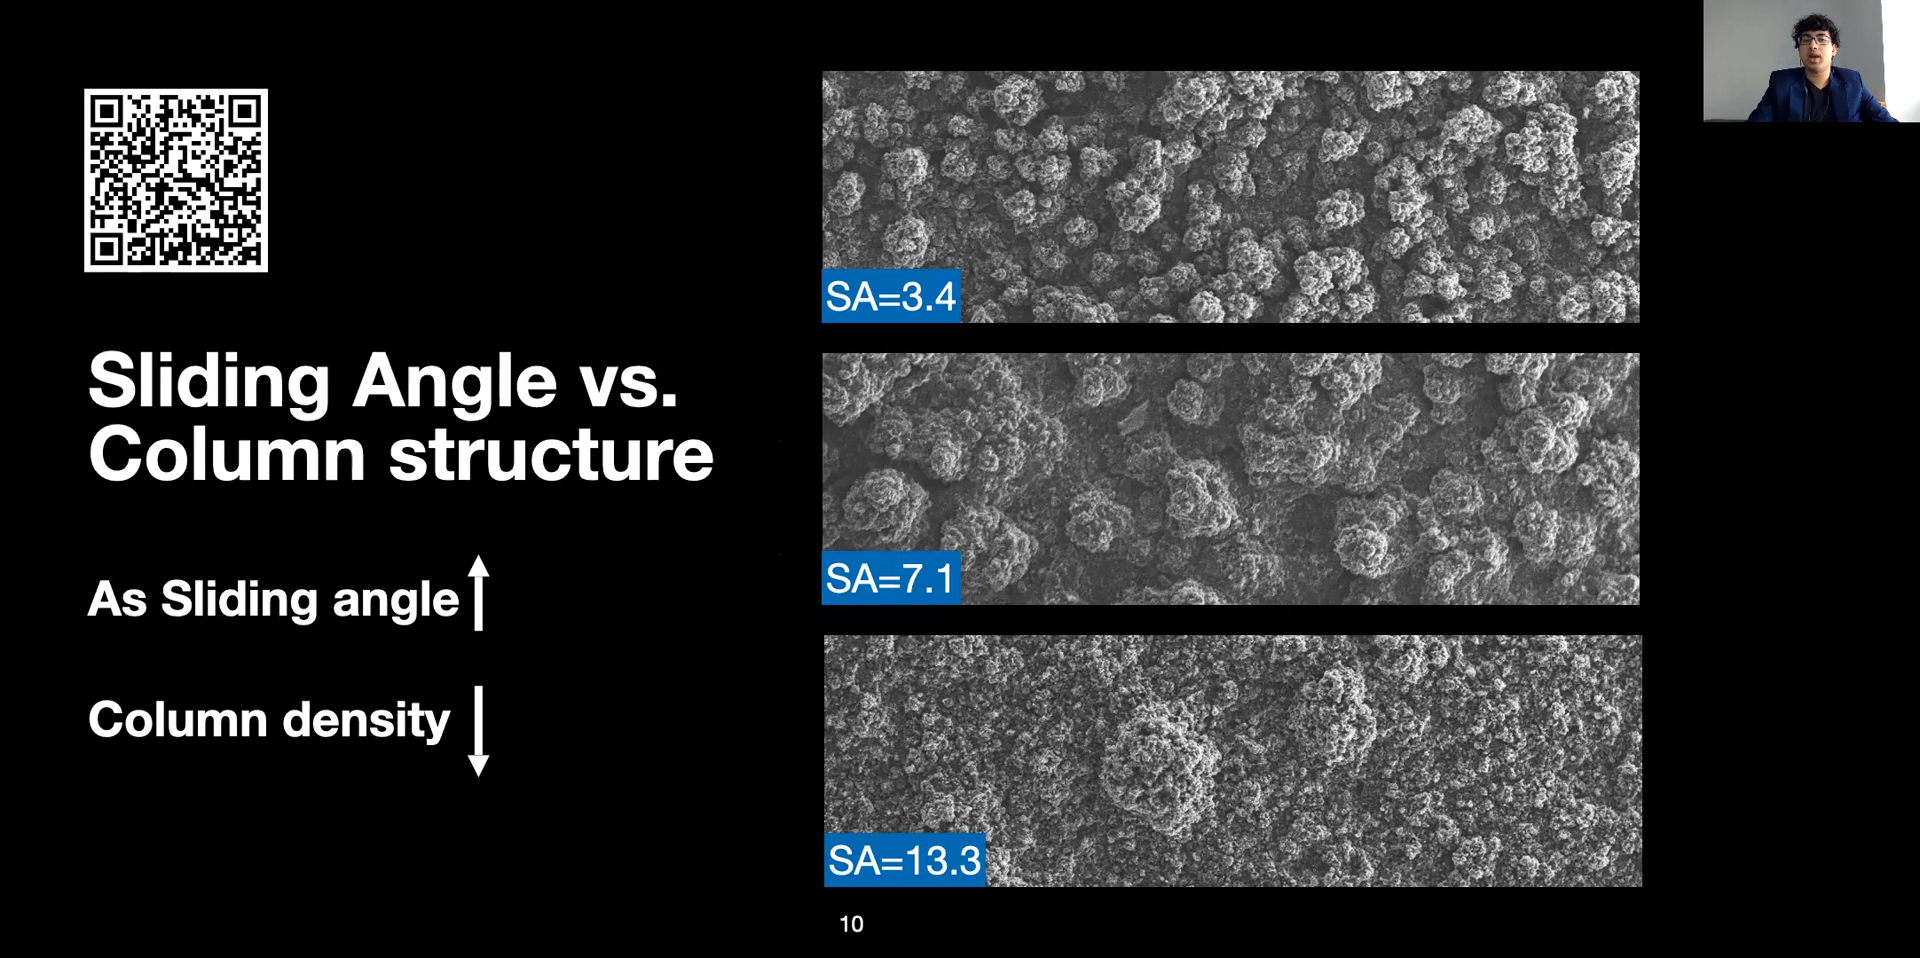 Sliding Angle vs.
Column structure
As Sliding angle
Column density
SA=3.4
SA=7.1
SA=13.3
10